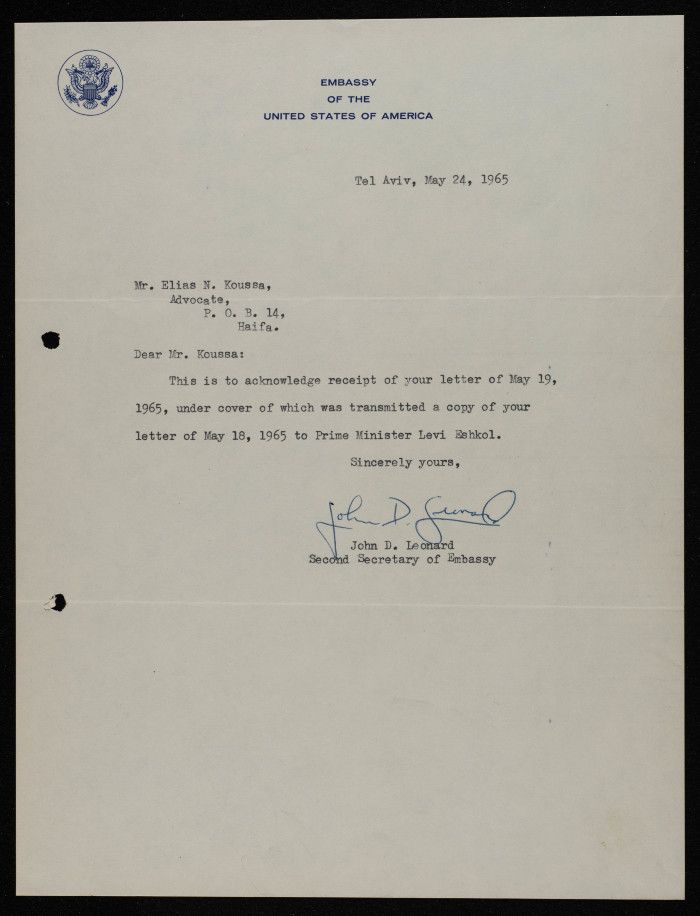 EMBASSY
OF THE
UNITED STATES OF AMERICA
Tel Aviv, May 24, 1965
Mr. Elias N. Koussa,
Advocate,
P. O. B. 14,
Haifa.
Dear Mr. Koussa:
This is to acknowledge receipt of your letter of May 19,
1965, under cover of which was transmitted a copy of your
letter of May 18, 1965 to Prime Minister Levi Eshkol.
Sincerely yours,
John D. Leonard
John D. Leonard
Second Secretary of Embassy